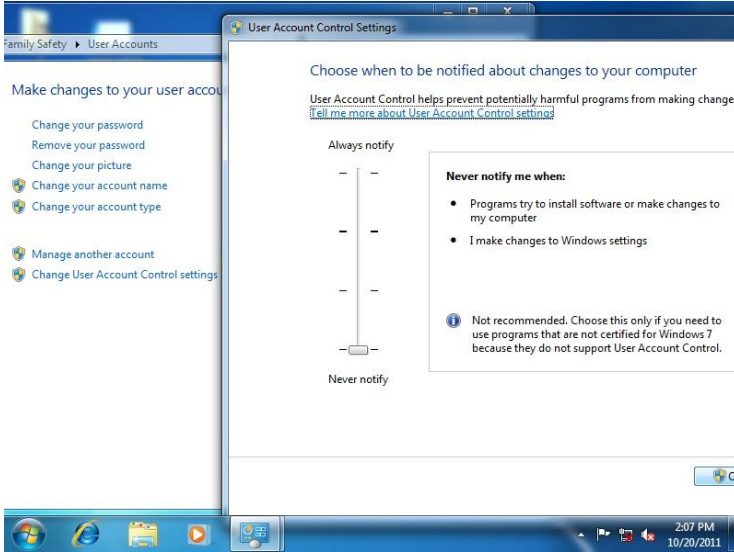 Family Safety ▸ User Accounts
Make changes to your user accou
Change your password
Remove your password
Change your picture
Change your account name
Change your account type
Manage another account
Change User Account Control settings
User Account Control Settings
Choose when to be notified about changes to your computer
User Account Control helps prevent potentially harmful programs from making change
Tell me more about User Account Control settings
Always notify
Never notify me when:
• Programs try to install software or make changes to
my computer
• I make changes to Windows settings
Not recommended. Choose this only if you need to
use programs that are not certified for Windows 7
because they do not support User Account Control.
Never notify
2:07 PM
10/20/2011